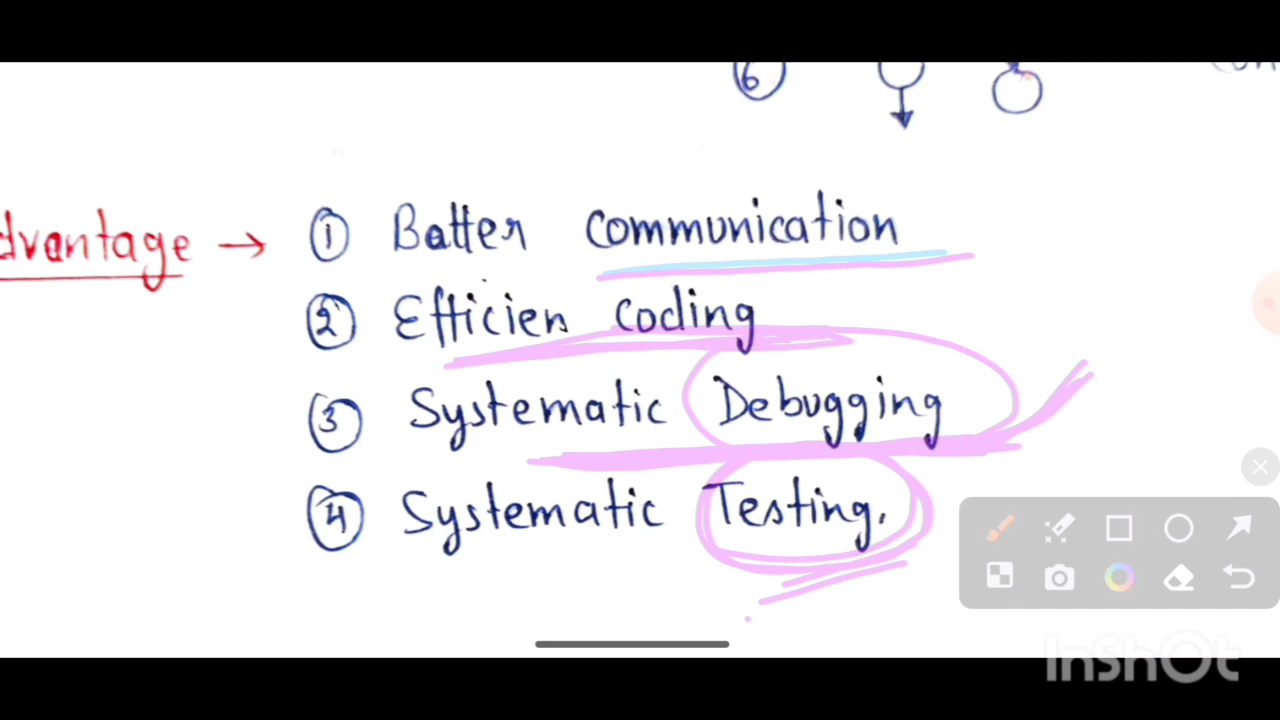 6
dvantage → ① Batter Communication
② Efficien Coding
③ Systematic Debugging
④ Systematic Testing.
InShOt